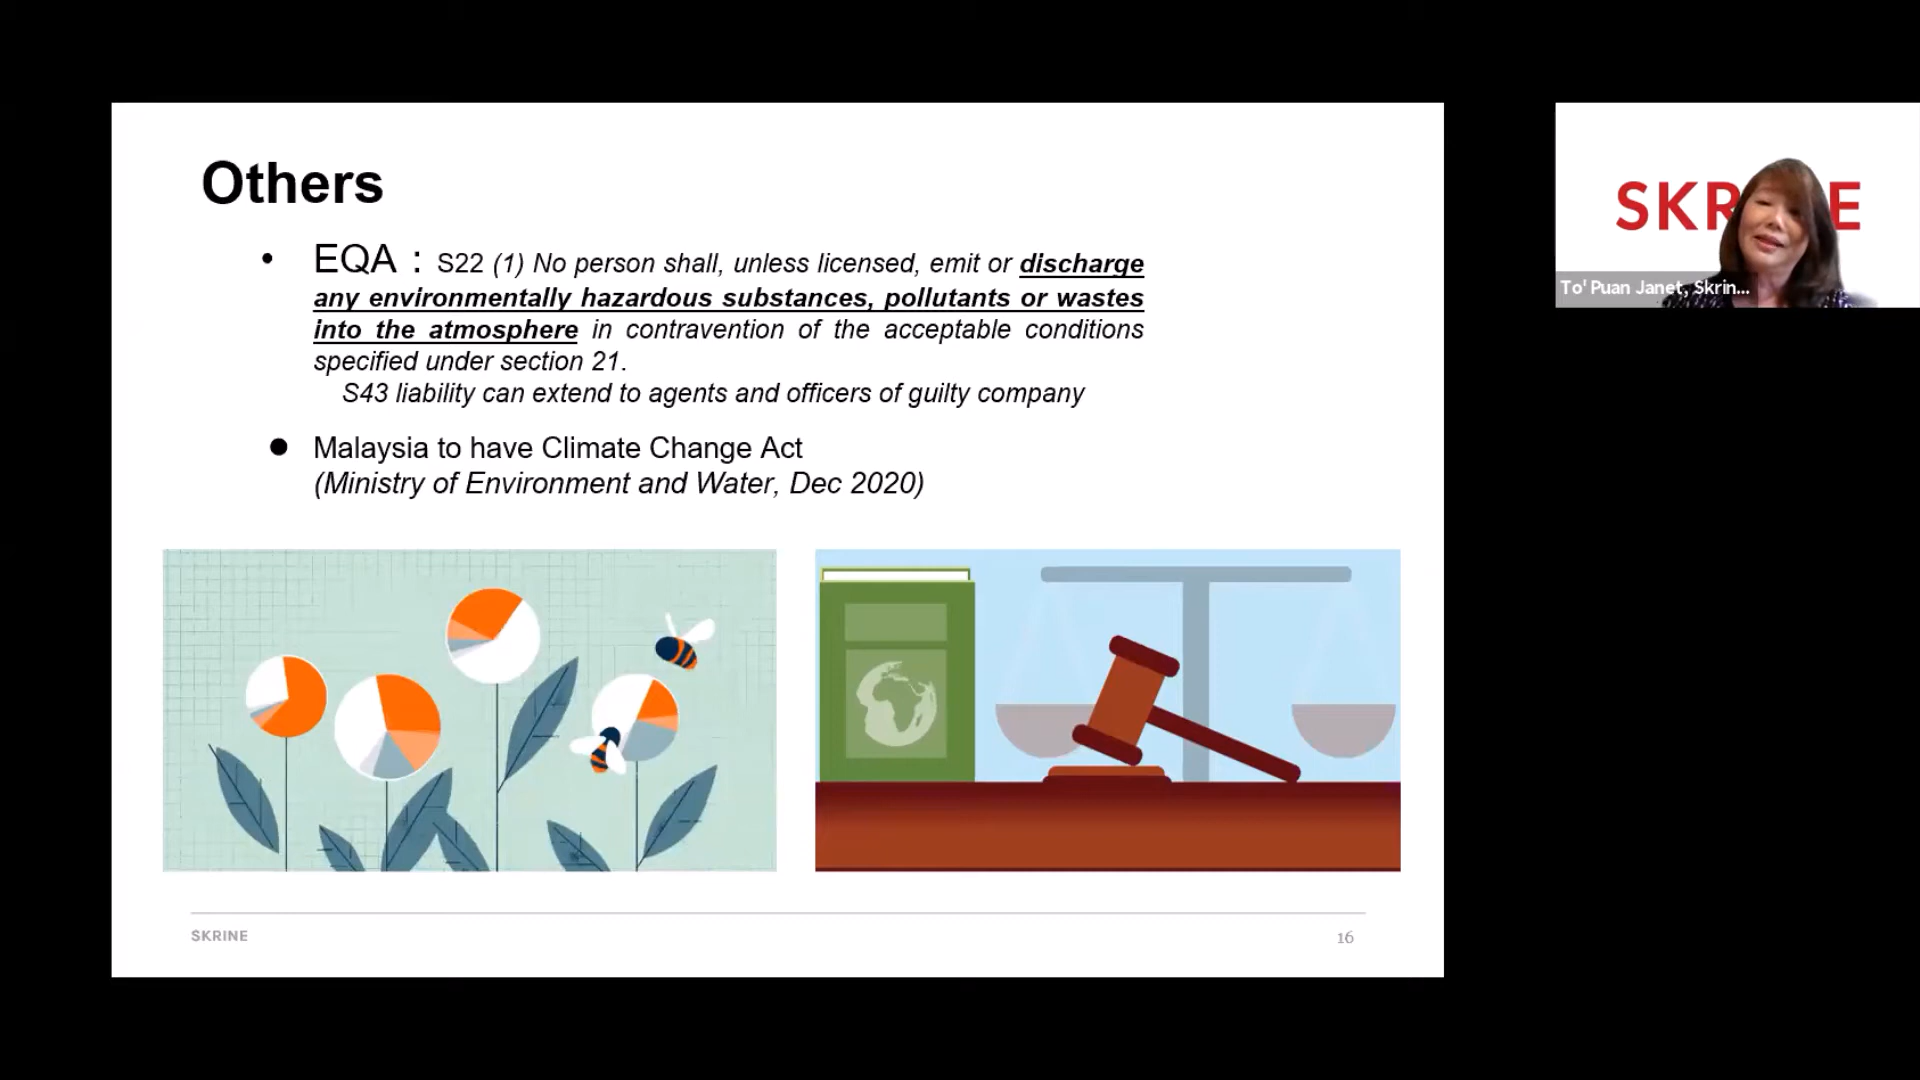 Others
• EQA : S22 (1) No person shall, unless licensed, emit or discharge
any environmentally hazardous substances, pollutants or wastes
into the atmosphere in contravention of the acceptable conditions
specified under section 21.
S43 liability can extend to agents and officers of guilty company
● Malaysia to have Climate Change Act
(Ministry of Environment and Water, Dec 2020)
SKRINE
16
SKR E
To' Puan Janet, Skrin...